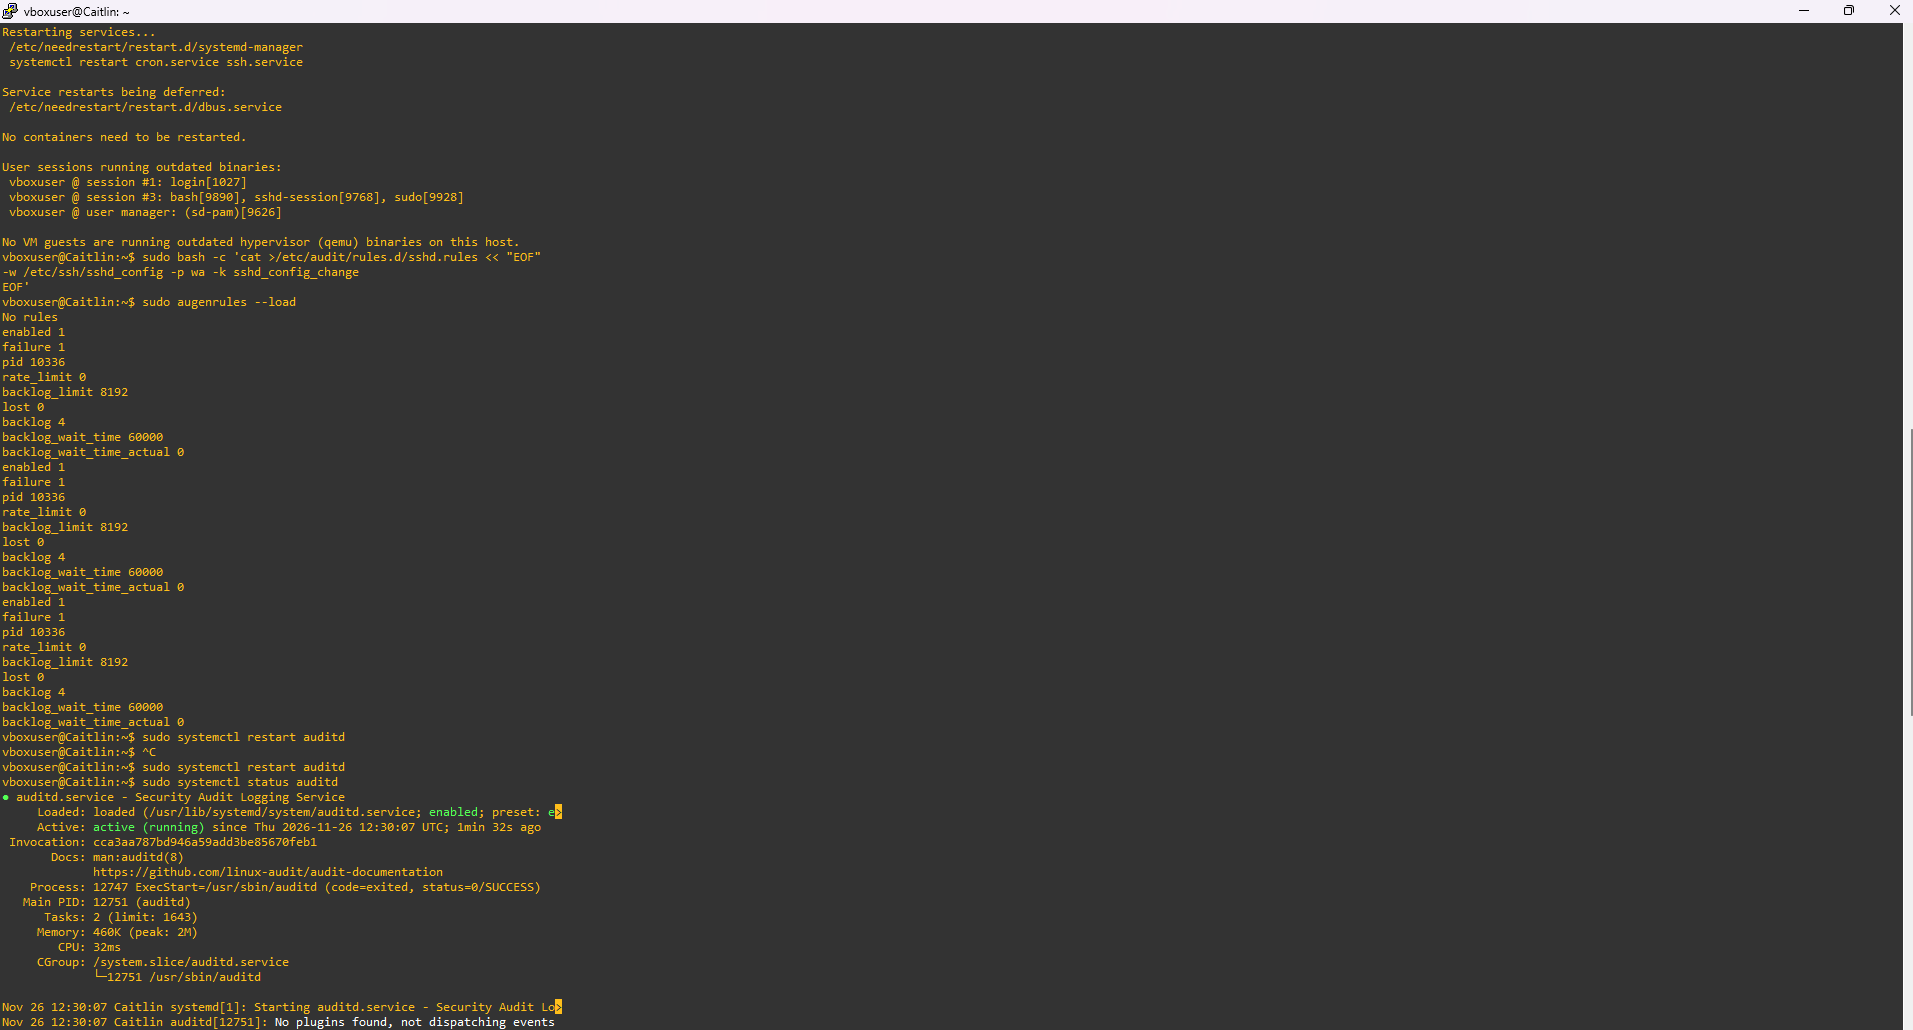 vboxuser@Caitlin: ~
Restarting services...
 /etc/needrestart/restart.d/systemd-manager
 systemctl restart cron.service ssh.service

Service restarts being deferred:
 /etc/needrestart/restart.d/dbus.service

No containers need to be restarted.

User sessions running outdated binaries:
 vboxuser @ session #1: login[1027]
 vboxuser @ session #3: bash[9890], sshd-session[9768], sudo[9928]
 vboxuser @ user manager: (sd-pam)[9626]

No VM guests are running outdated hypervisor (qemu) binaries on this host.
vboxuser@Caitlin:~$ sudo bash -c 'cat >/etc/audit/rules.d/sshd.rules << "EOF"
-w /etc/ssh/sshd_config -p wa -k sshd_config_change
EOF'
vboxuser@Caitlin:~$ sudo augenrules --load
No rules
enabled 1
failure 1
pid 10336
rate_limit 0
backlog_limit 8192
lost 0
backlog 4
backlog_wait_time 60000
backlog_wait_time_actual 0
enabled 1
failure 1
pid 10336
rate_limit 0
backlog_limit 8192
lost 0
backlog 4
backlog_wait_time 60000
backlog_wait_time_actual 0
enabled 1
failure 1
pid 10336
rate_limit 0
backlog_limit 8192
lost 0
backlog 4
backlog_wait_time 60000
backlog_wait_time_actual 0
vboxuser@Caitlin:~$ sudo systemctl restart auditd
vboxuser@Caitlin:~$ ^C
vboxuser@Caitlin:~$ sudo systemctl restart auditd
vboxuser@Caitlin:~$ sudo systemctl status auditd
● auditd.service - Security Audit Logging Service
     Loaded: loaded (/usr/lib/systemd/system/auditd.service; enabled; preset: e>
     Active: active (running) since Thu 2026-11-26 12:30:07 UTC; 1min 32s ago
 Invocation: cca3aa787bd946a59add3be85670feb1
       Docs: man:auditd(8)
             https://github.com/linux-audit/audit-documentation
    Process: 12747 ExecStart=/usr/sbin/auditd (code=exited, status=0/SUCCESS)
   Main PID: 12751 (auditd)
      Tasks: 2 (limit: 1643)
     Memory: 460K (peak: 2M)
        CPU: 32ms
     CGroup: /system.slice/auditd.service
             └─12751 /usr/sbin/auditd

Nov 26 12:30:07 Caitlin systemd[1]: Starting auditd.service - Security Audit Lo>
Nov 26 12:30:07 Caitlin auditd[12751]: No plugins found, not dispatching events